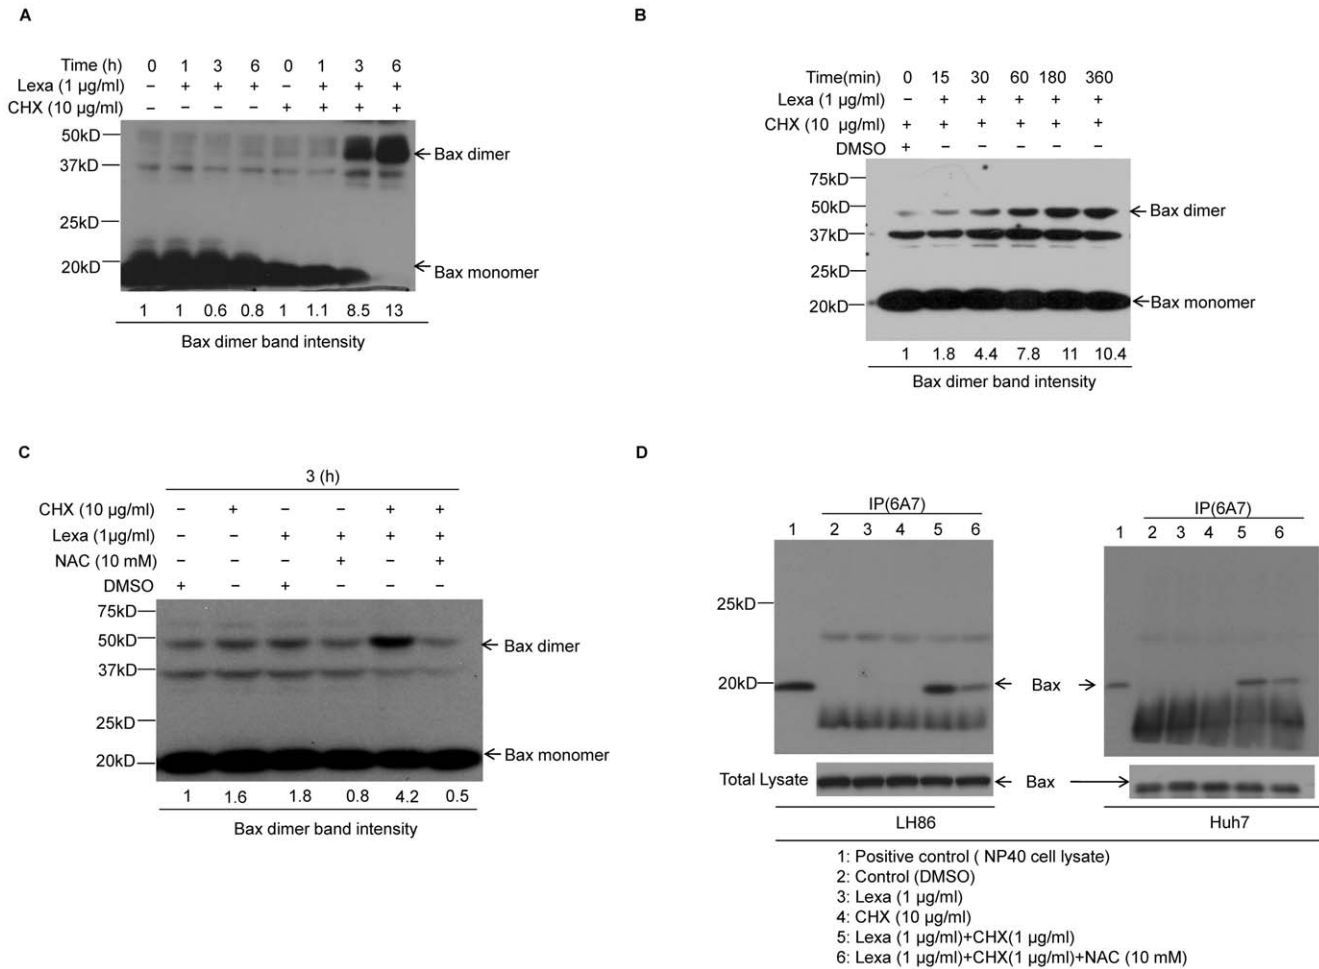 A
Time (h) 0 1 3 6 0 1 3 6
Lexa (1 µg/ml) – + + + – + + +
CHX (10 µg/ml) – – – – + + + +
50kD
Bax dimer
37kD
25kD
20kD
Bax monomer
1 1 0.6 0.8 1 1.1 8.5 13
Bax dimer band intensity
B
Time(min) 0 15 30 60 180 360
Lexa (1 µg/ml) – + + + + +
CHX (10 µg/ml) + + + + + +
DMSO + – – – – –
75kD
50kD
Bax dimer
37kD
25kD
20kD
Bax monomer
1 1.8 4.4 7.8 11 10.4
Bax dimer band intensity
C
3 (h)
CHX (10 µg/ml) – + – – + +
Lexa (1µg/ml) – – + + + +
NAC (10 mM) – – – + – +
DMSO + – + – – –
75kD
50kD
Bax dimer
37kD
25kD
20kD
Bax monomer
1 1.6 1.8 0.8 4.2 0.5
Bax dimer band intensity
D
IP(6A7) IP(6A7)
1 2 3 4 5 6 1 2 3 4 5 6
25kD
20kD
Bax
Total Lysate
Bax
LH86 Huh7
1: Positive control ( NP40 cell lysate)
2: Control (DMSO)
3: Lexa (1 µg/ml)
4: CHX (10 µg/ml)
5: Lexa (1 µg/ml)+CHX(1 µg/ml)
6: Lexa (1 µg/ml)+CHX(1 µg/ml)+NAC (10 mM)